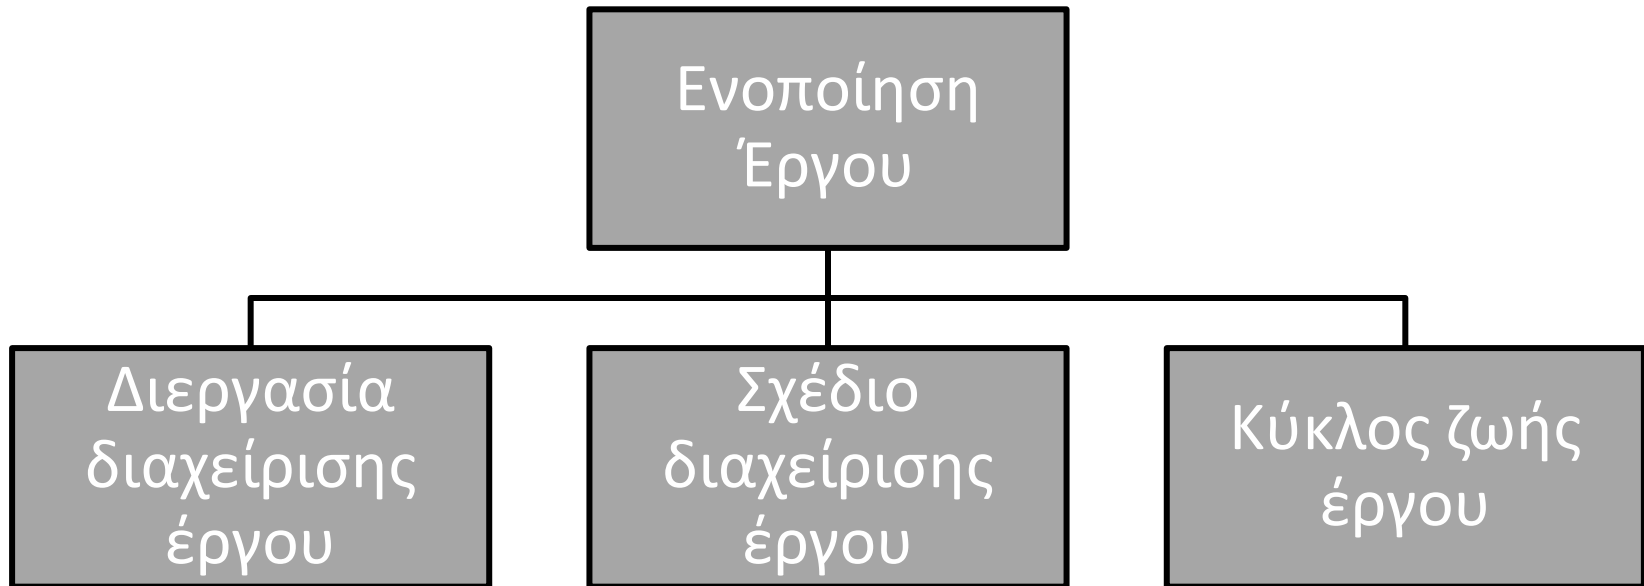 Ενοποίηση
Έργου
Διεργασία
διαχείρισης
έργου
Σχέδιο
διαχείρισης
έργου
Κύκλος ζωής
έργου